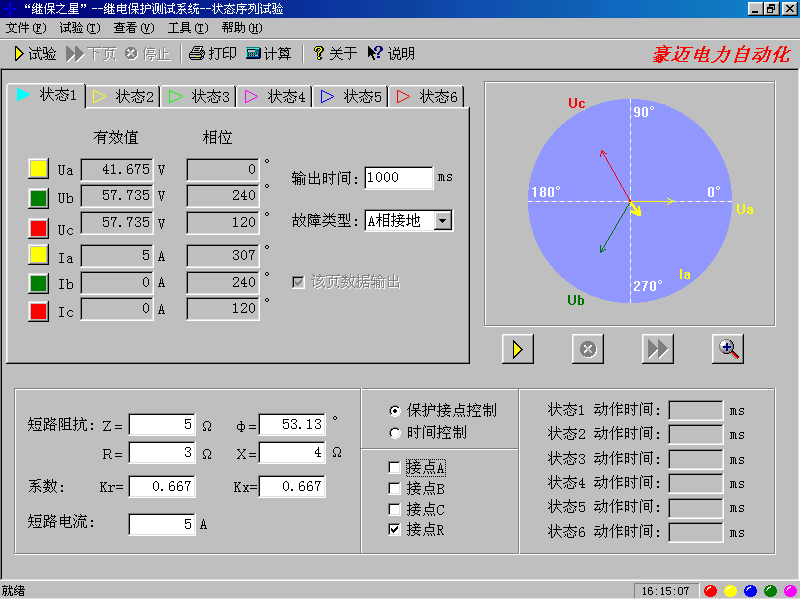 “继保之星”--继电保护测试系统--状态序列试验
文件(F) 试验(T) 查看(V) 工具(I) 帮助(H)
试验 下页 停止 打印 计算 ? 关于 ? 说明
豪迈电力自动化
状态1 状态2 状态3 状态4 状态5 状态6
有效值 相位
Ua 41.675 V 0 °
Ub 57.735 V 240 °
Uc 57.735 V 120 °
Ia 5 A 307 °
Ib 0 A 240 °
Ic 0 A 120 °
输出时间: 1000 ms
故障类型: A相接地
该页数据输出
Uc
90°
180° 0°
Ua
Ia
270°
Ub
短路阻抗: Z= 5 Ω Φ= 53.13 °
R= 3 Ω X= 4 Ω
系数: Kr= 0.667 Kx= 0.667
短路电流: 5 A
保护接点控制
时间控制
接点A
接点B
接点C
接点R
状态1 动作时间: ms
状态2 动作时间: ms
状态3 动作时间: ms
状态4 动作时间: ms
状态5 动作时间: ms
状态6 动作时间: ms
就绪 16:15:07